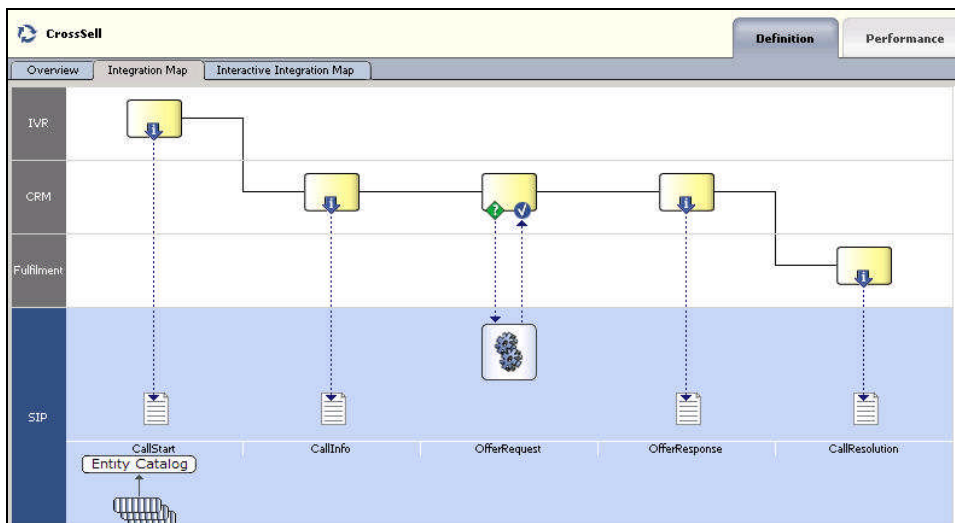 CrossSell
Definition
Performance
Overview
Integration Map
Interactive Integration Map
IVR
CRM
Fulfilment
SIP
CallStart
CallInfo
OfferRequest
OfferResponse
CallResolution
Entity Catalog